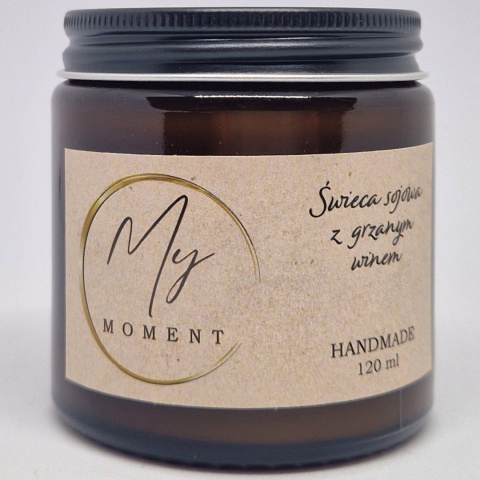 My
MOMENT
Świeca sojowa
z grzanym
winem
HANDMADE
120 ml